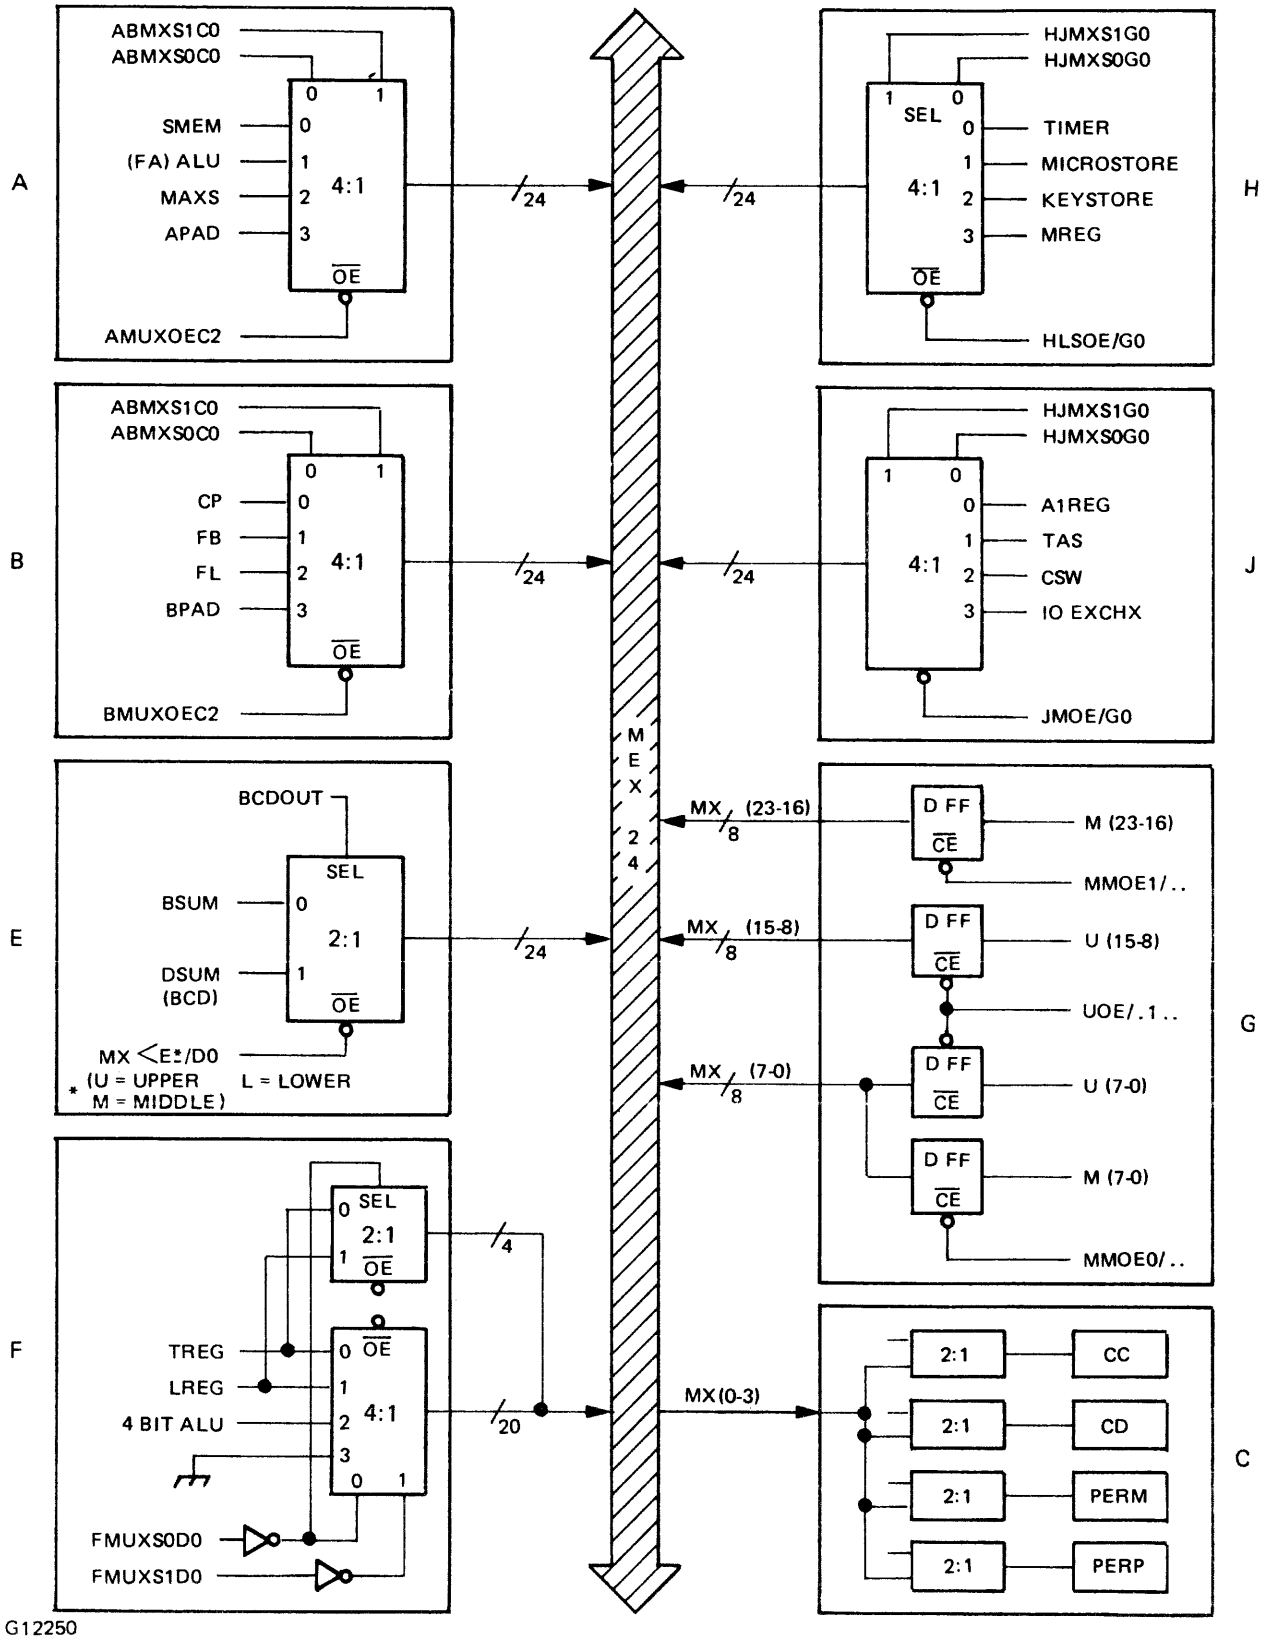 A
ABMXS1C0
ABMXS0C0
0 1
SMEM 0
(FA) ALU 1
MAXS 2
APAD 3
4:1
OE
AMUXOEC2
24
B
ABMXS1C0
ABMXS0C0
0 1
CP 0
FB 1
FL 2
BPAD 3
4:1
OE
BMUXOEC2
24
E
BCDOUT
SEL
BSUM 0
2:1
DSUM 1
(BCD)
OE
MX <E*/D0
* (U = UPPER L = LOWER
M = MIDDLE)
24
F
SEL
0
2:1
1
OE
4
TREG 0 OE
LREG 1
4 BIT ALU 2
4:1
3
0 1
20
FMUXS0D0
FMUXS1D0
MEX 24
H
HJMXS1G0
HJMXS0G0
1 0
SEL
0 TIMER
1 MICROSTORE
2 KEYSTORE
3 MREG
4:1
OE
HLSOE/G0
24
J
HJMXS1G0
HJMXS0G0
1 0
0 A1REG
1 TAS
2 CSW
3 IO EXCHX
4:1
JMOE/G0
24
G
MX (23-16)
8
D FF
CE
M (23-16)
MMOE1/..
MX (15-8)
8
D FF
CE
U (15-8)
UOE/.1..
MX (7-0)
8
D FF
CE
U (7-0)
D FF
CE
M (7-0)
MMOE0/..
C
MX(0-3)
2:1 CC
2:1 CD
2:1 PERM
2:1 PERP
G12250